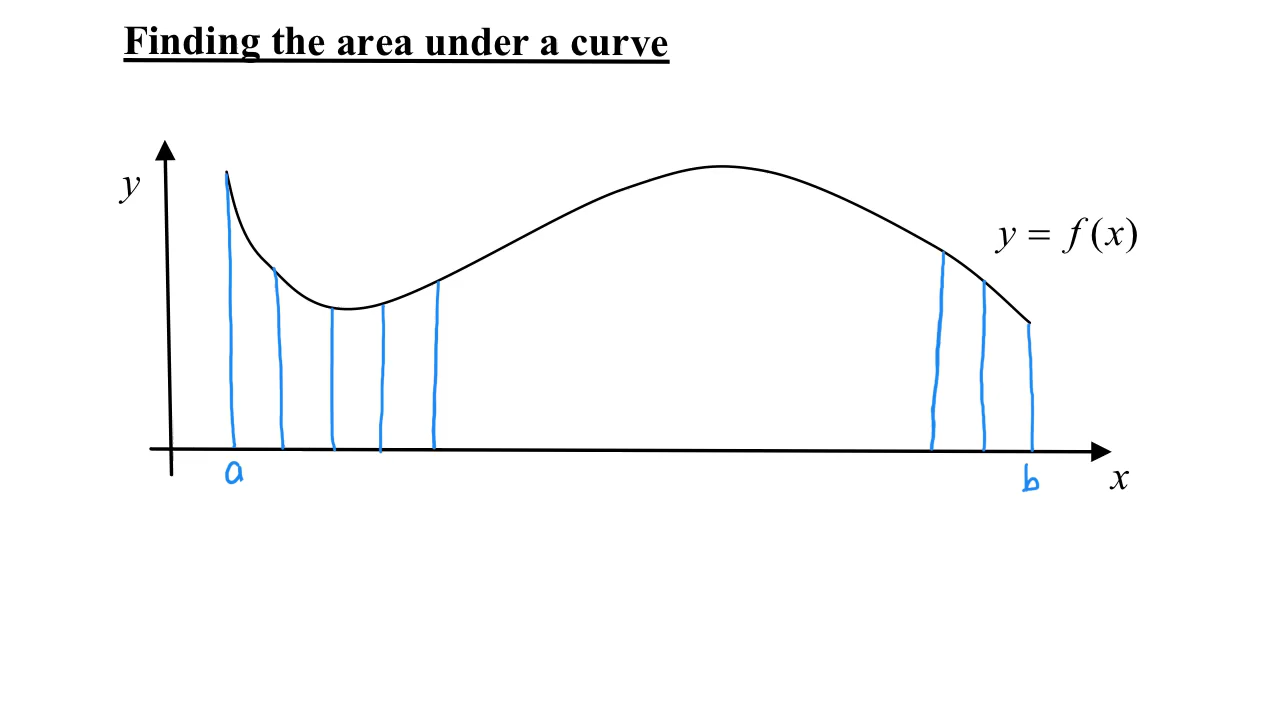 Finding the area under a curve
y
y = f(x)
a
b
x